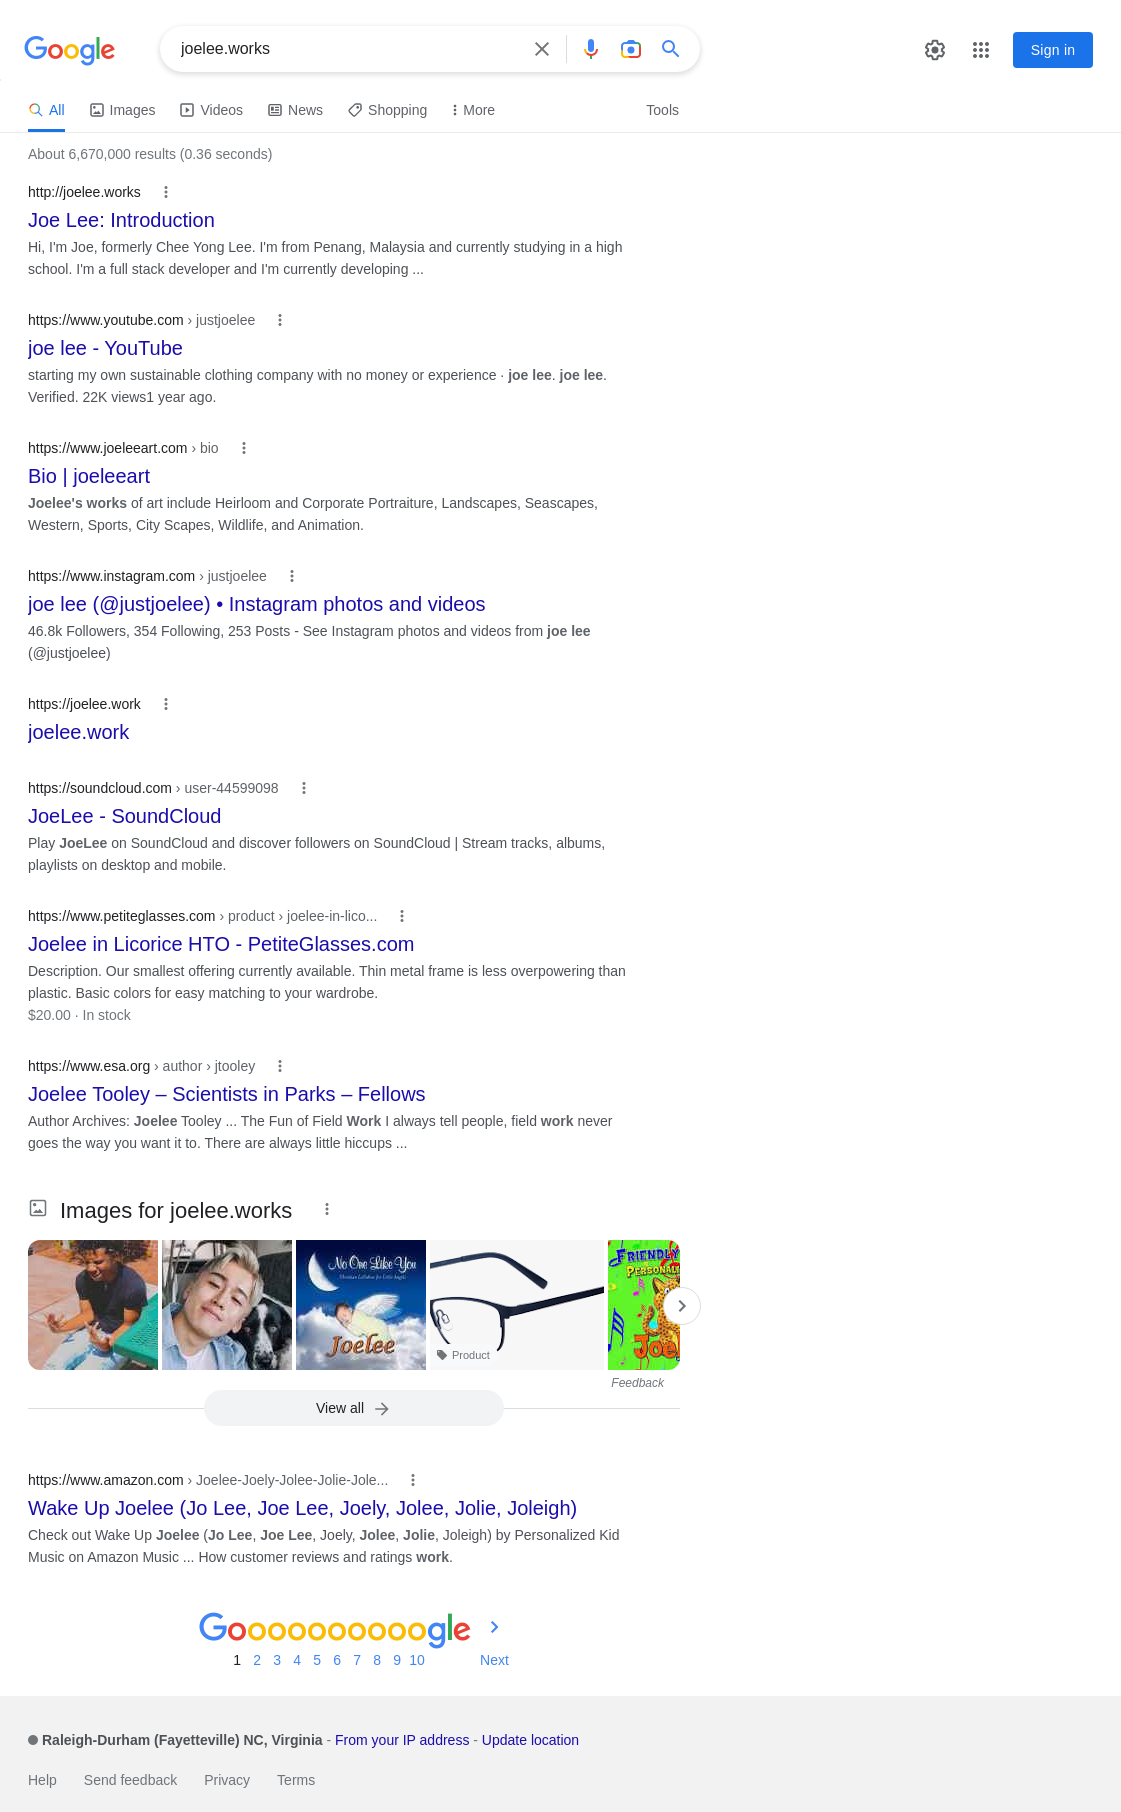 Google
joelee.works
Sign in
All Images Videos News Shopping More Tools
About 6,670,000 results (0.36 seconds)
http://joelee.works
Joe Lee: Introduction
Hi, I'm Joe, formerly Chee Yong Lee. I'm from Penang, Malaysia and currently studying in a high
school. I'm a full stack developer and I'm currently developing ...
https://www.youtube.com › justjoelee
joe lee - YouTube
starting my own sustainable clothing company with no money or experience · joe lee. joe lee.
Verified. 22K views1 year ago.
https://www.joeleeart.com › bio
Bio | joeleeart
Joelee's works of art include Heirloom and Corporate Portraiture, Landscapes, Seascapes,
Western, Sports, City Scapes, Wildlife, and Animation.
https://www.instagram.com › justjoelee
joe lee (@justjoelee) • Instagram photos and videos
46.8k Followers, 354 Following, 253 Posts - See Instagram photos and videos from joe lee
(@justjoelee)
https://joelee.work
joelee.work
https://soundcloud.com › user-44599098
JoeLee - SoundCloud
Play JoeLee on SoundCloud and discover followers on SoundCloud | Stream tracks, albums,
playlists on desktop and mobile.
https://www.petiteglasses.com › product › joelee-in-lico...
Joelee in Licorice HTO - PetiteGlasses.com
Description. Our smallest offering currently available. Thin metal frame is less overpowering than
plastic. Basic colors for easy matching to your wardrobe.
$20.00 · In stock
https://www.esa.org › author › jtooley
Joelee Tooley – Scientists in Parks – Fellows
Author Archives: Joelee Tooley ... The Fun of Field Work I always tell people, field work never
goes the way you want it to. There are always little hiccups ...
Images for joelee.works
No One Like You
Christian Lullabies for Little Angels
Joelee
Product
FRIENDLY
PERSONALI
Joe
Feedback
View all
https://www.amazon.com › Joelee-Joely-Jolee-Jolie-Jole...
Wake Up Joelee (Jo Lee, Joe Lee, Joely, Jolee, Jolie, Joleigh)
Check out Wake Up Joelee (Jo Lee, Joe Lee, Joely, Jolee, Jolie, Joleigh) by Personalized Kid
Music on Amazon Music ... How customer reviews and ratings work.
Goooooooooogle
1 2 3 4 5 6 7 8 9 10 Next
Raleigh-Durham (Fayetteville) NC, Virginia - From your IP address - Update location
Help Send feedback Privacy Terms